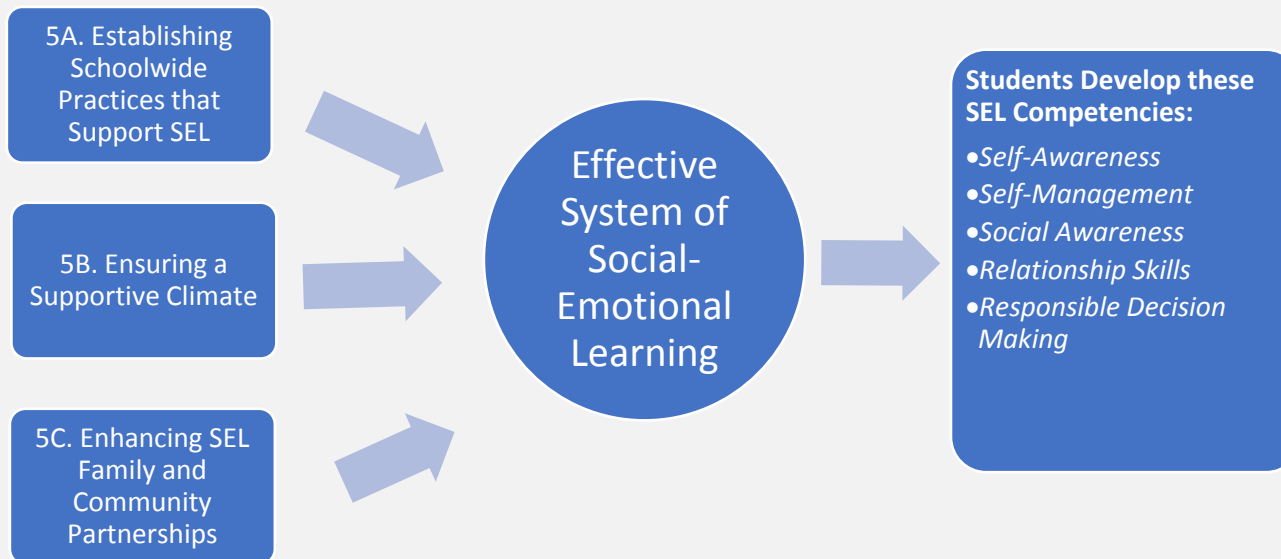 5A. Establishing
Schoolwide
Practices that
Support SEL
5B. Ensuring a
Supportive Climate
5C. Enhancing SEL
Family and
Community
Partnerships
Effective
System of
Social-
Emotional
Learning
Students Develop these
SEL Competencies:
•Self-Awareness
•Self-Management
•Social Awareness
•Relationship Skills
•Responsible Decision
Making